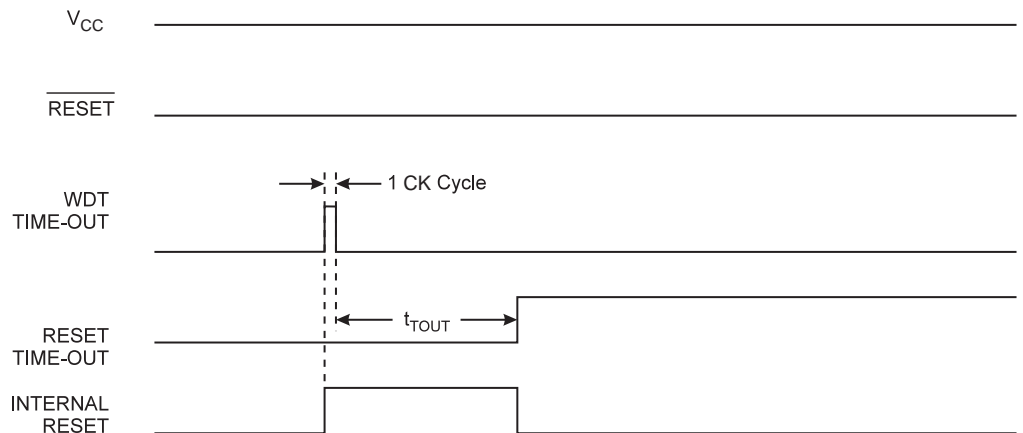 VCC
RESET
1 CK Cycle
WDT
TIME-OUT
tTOUT
RESET
TIME-OUT
INTERNAL
RESET